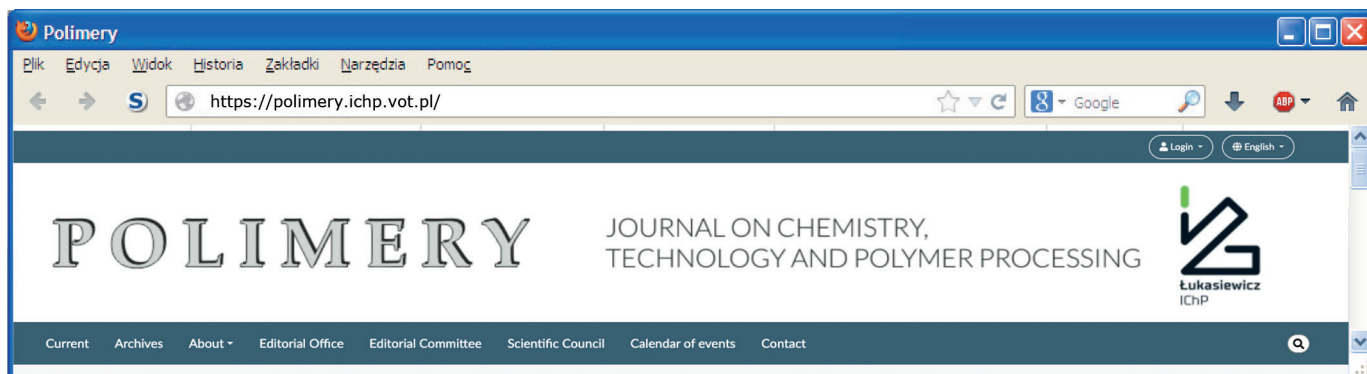 Polimery
Plik Edycja Widok Historia Zakładki Narzędzia Pomoc
S https://polimery.ichp.vot.pl/ 8 Google ABP
Login English
POLIMERY
JOURNAL ON CHEMISTRY,
TECHNOLOGY AND POLYMER PROCESSING
Łukasiewicz
IChP
Current Archives About Editorial Office Editorial Committee Scientific Council Calendar of events Contact